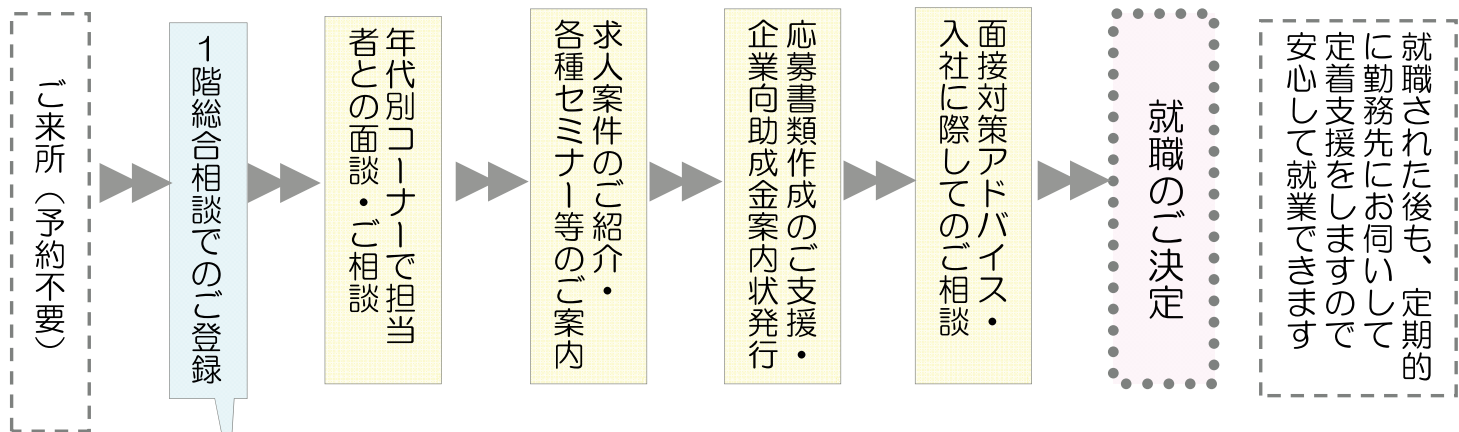 ご来所（予約不要）
１階総合相談でのご登録
年代別コーナーで担当
者との面談・ご相談
求人案件のご紹介・
各種セミナー等のご案内
応募書類作成のご支援・
企業向助成金案内状発行
面接対策アドバイス・
入社に際してのご相談
就職のご決定
就職された後も、定期的
に勤務先にお伺いして
定着支援をしますので
安心して就業できます